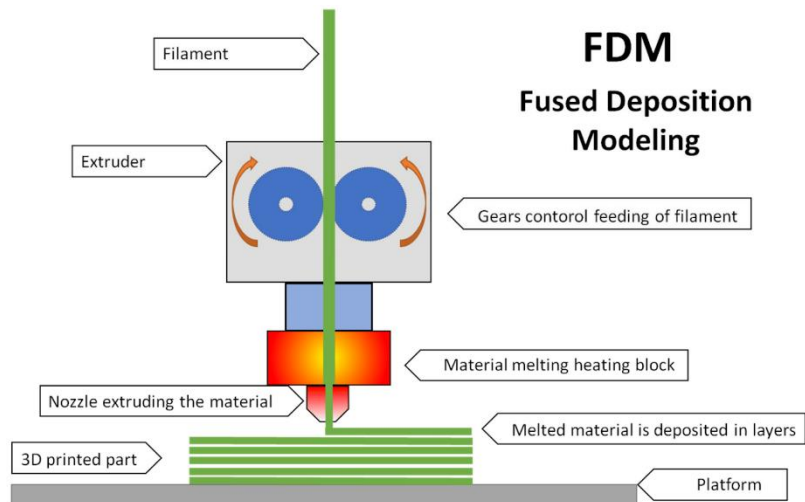 FDM
Fused Deposition
Modeling
Filament
Extruder
Gears contorol feeding of filament
Material melting heating block
Nozzle extruding the material
Melted material is deposited in layers
3D printed part
Platform